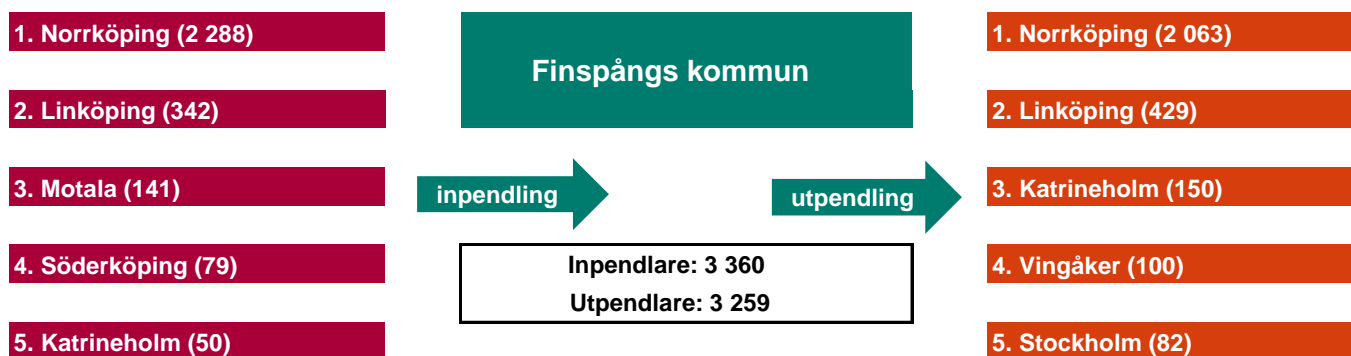 1. Norrköping (2 288)
2. Linköping (342)
3. Motala (141)
4. Söderköping (79)
5. Katrineholm (50)
Finspångs kommun
inpendling
utpendling
Inpendlare: 3 360
Utpendlare: 3 259
1. Norrköping (2 063)
2. Linköping (429)
3. Katrineholm (150)
4. Vingåker (100)
5. Stockholm (82)